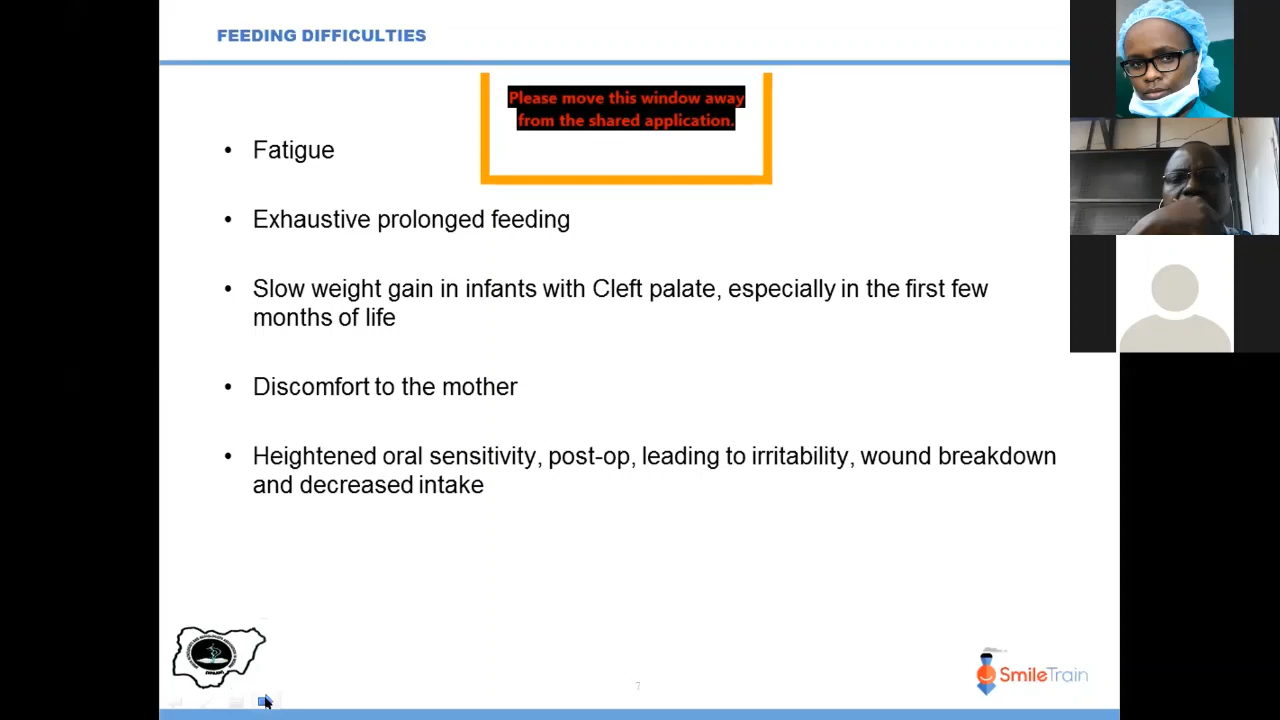 FEEDING DIFFICULTIES
Please move this window away
from the shared application.
• Fatigue
• Exhaustive prolonged feeding
• Slow weight gain in infants with Cleft palate, especially in the first few
months of life
• Discomfort to the mother
• Heightened oral sensitivity, post-op, leading to irritability, wound breakdown
and decreased intake
SmileTrain
7